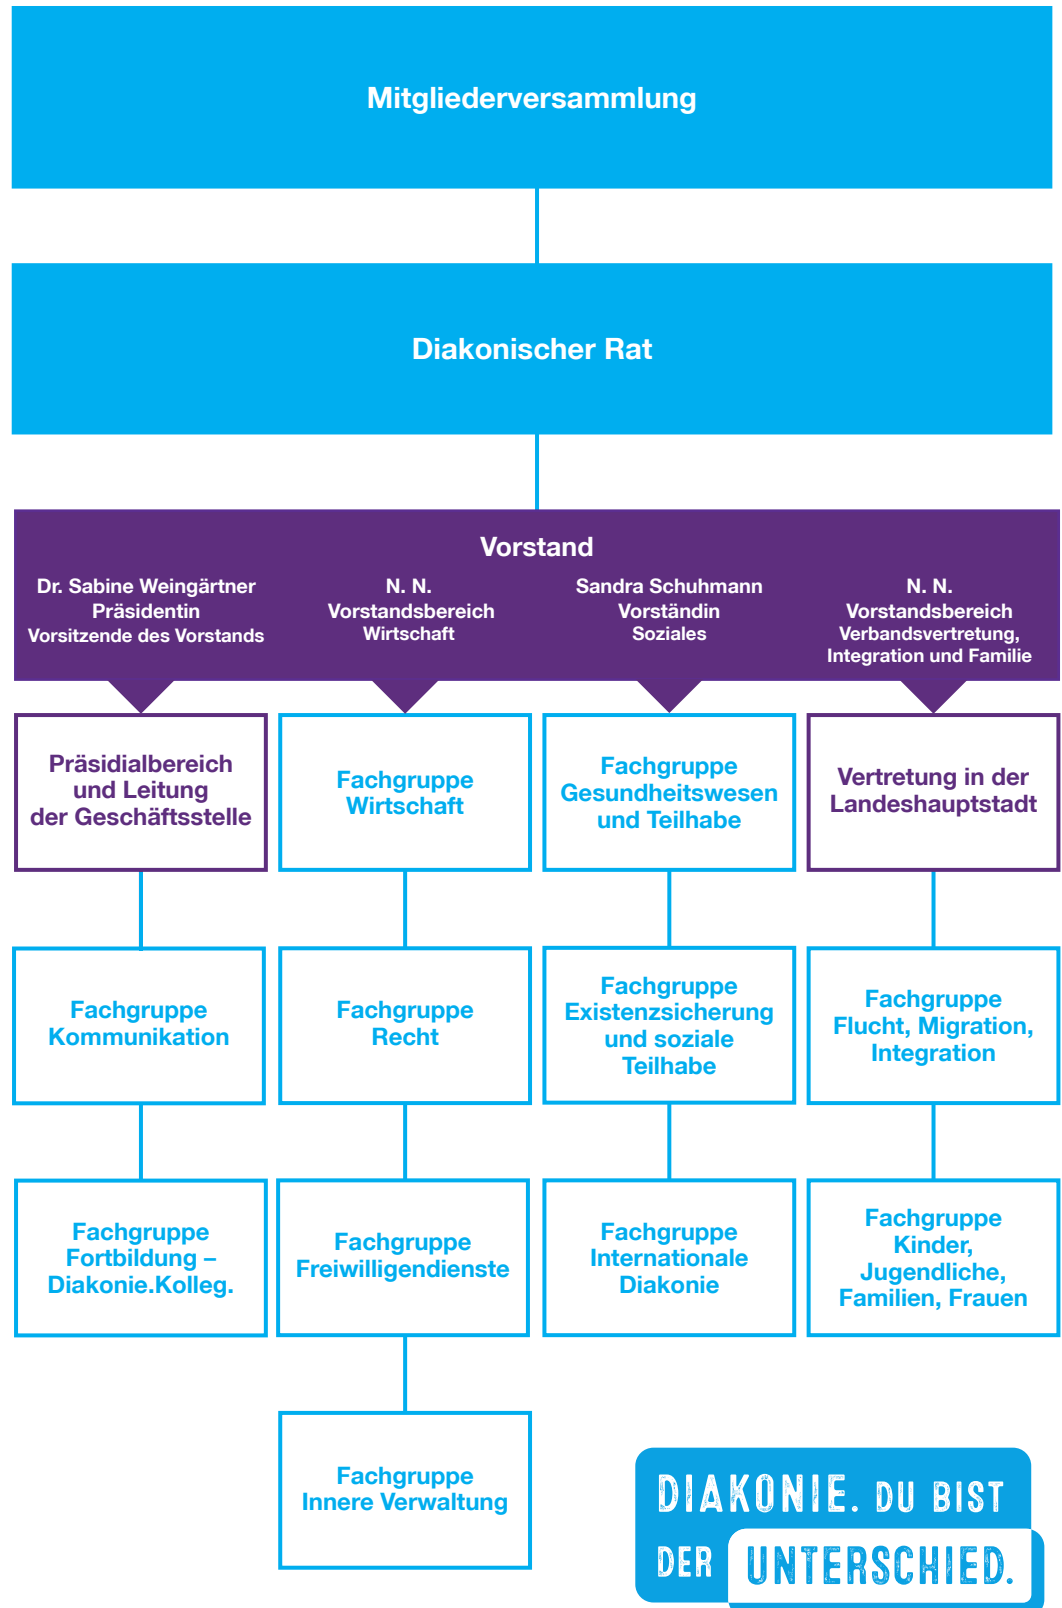 Mitgliederversammlung
Diakonischer Rat
Vorstand
Dr. Sabine Weingärtner
Präsidentin
Vorsitzende des Vorstands
N. N.
Vorstandsbereich
Wirtschaft
Sandra Schuhmann
Vorständin
Soziales
N. N.
Vorstandsbereich
Verbandsvertretung,
Integration und Familie
Präsidialbereich
und Leitung
der Geschäftsstelle
Fachgruppe
Wirtschaft
Fachgruppe
Gesundheitswesen
und Teilhabe
Vertretung in der
Landeshauptstadt
Fachgruppe
Kommunikation
Fachgruppe
Recht
Fachgruppe
Existenzsicherung
und soziale
Teilhabe
Fachgruppe
Flucht, Migration,
Integration
Fachgruppe
Fortbildung –
Diakonie.Kolleg.
Fachgruppe
Freiwilligendienste
Fachgruppe
Internationale
Diakonie
Fachgruppe
Kinder,
Jugendliche,
Familien, Frauen
Fachgruppe
Innere Verwaltung
DIAKONIE. DU BIST
DER UNTERSCHIED.